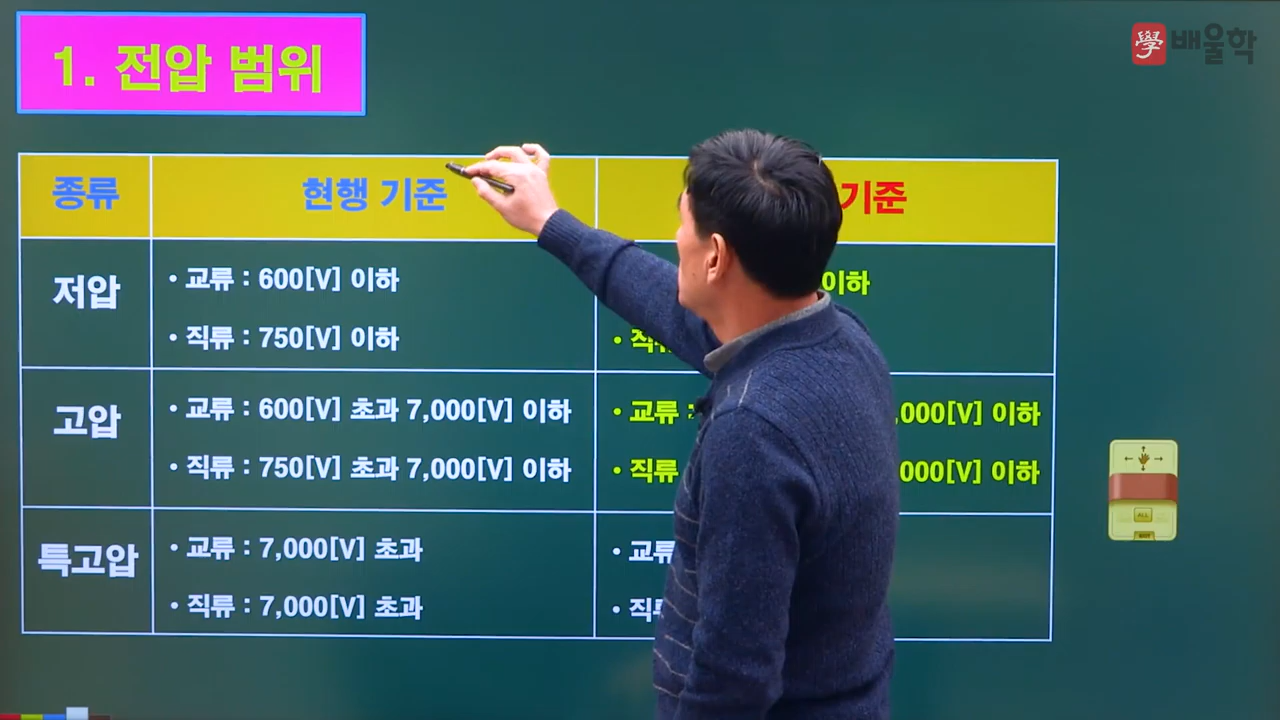 1. 전압 범위
學 배울학
종류 현행 기준 기준
저압
• 교류 : 600[V] 이하 이하
• 직류 : 750[V] 이하 •
고압
• 교류 : 600[V] 초과 7,000[V] 이하 • 교류 : ,000[V] 이하
• 직류 : 750[V] 초과 7,000[V] 이하 • 직류 000[V] 이하
특고압
• 교류 : 7,000[V] 초과 • 교류
• 직류 : 7,000[V] 초과 • 직
ALL